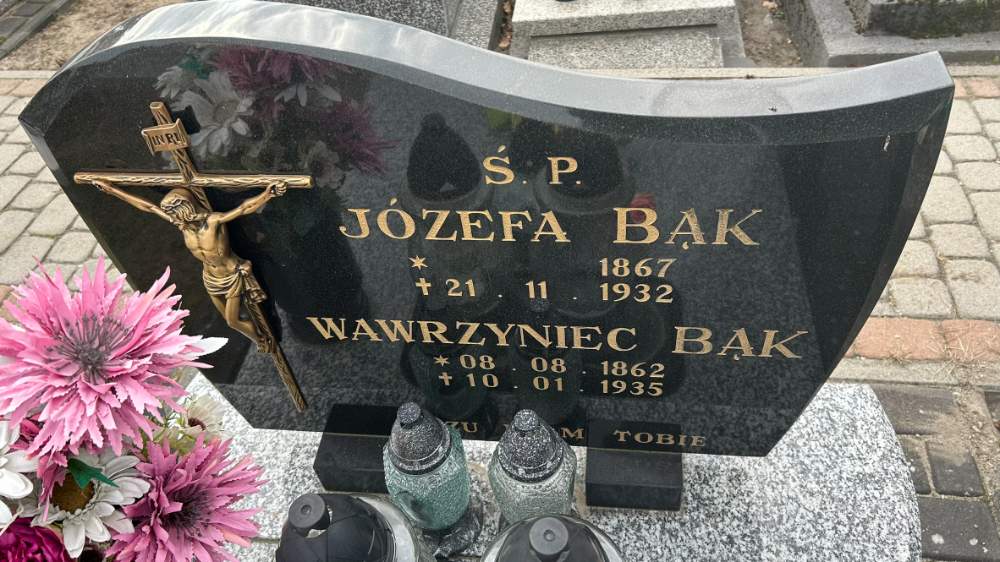 INRI
Ś. P.
JÓZEFA BĄK
* 1867
† 21 . 11 . 1932
WAWRZYNIEC BĄK
* 08 . 08 . 1862
† 10 . 01 . 1935
TOBIE